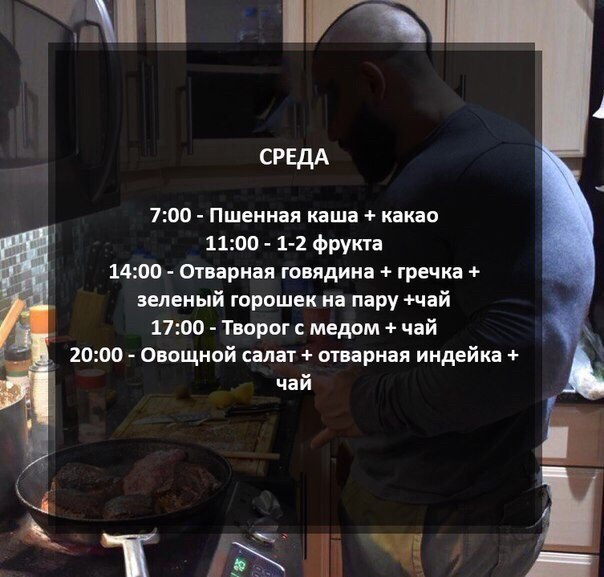 СРЕДА
7:00 - Пшенная каша + какао
11:00 - 1-2 фрукта
14:00 - Отварная говядина + гречка +
зеленый горошек на пару +чай
17:00 - Творог с медом + чай
20:00 - Овощной салат + отварная индейка +
чай